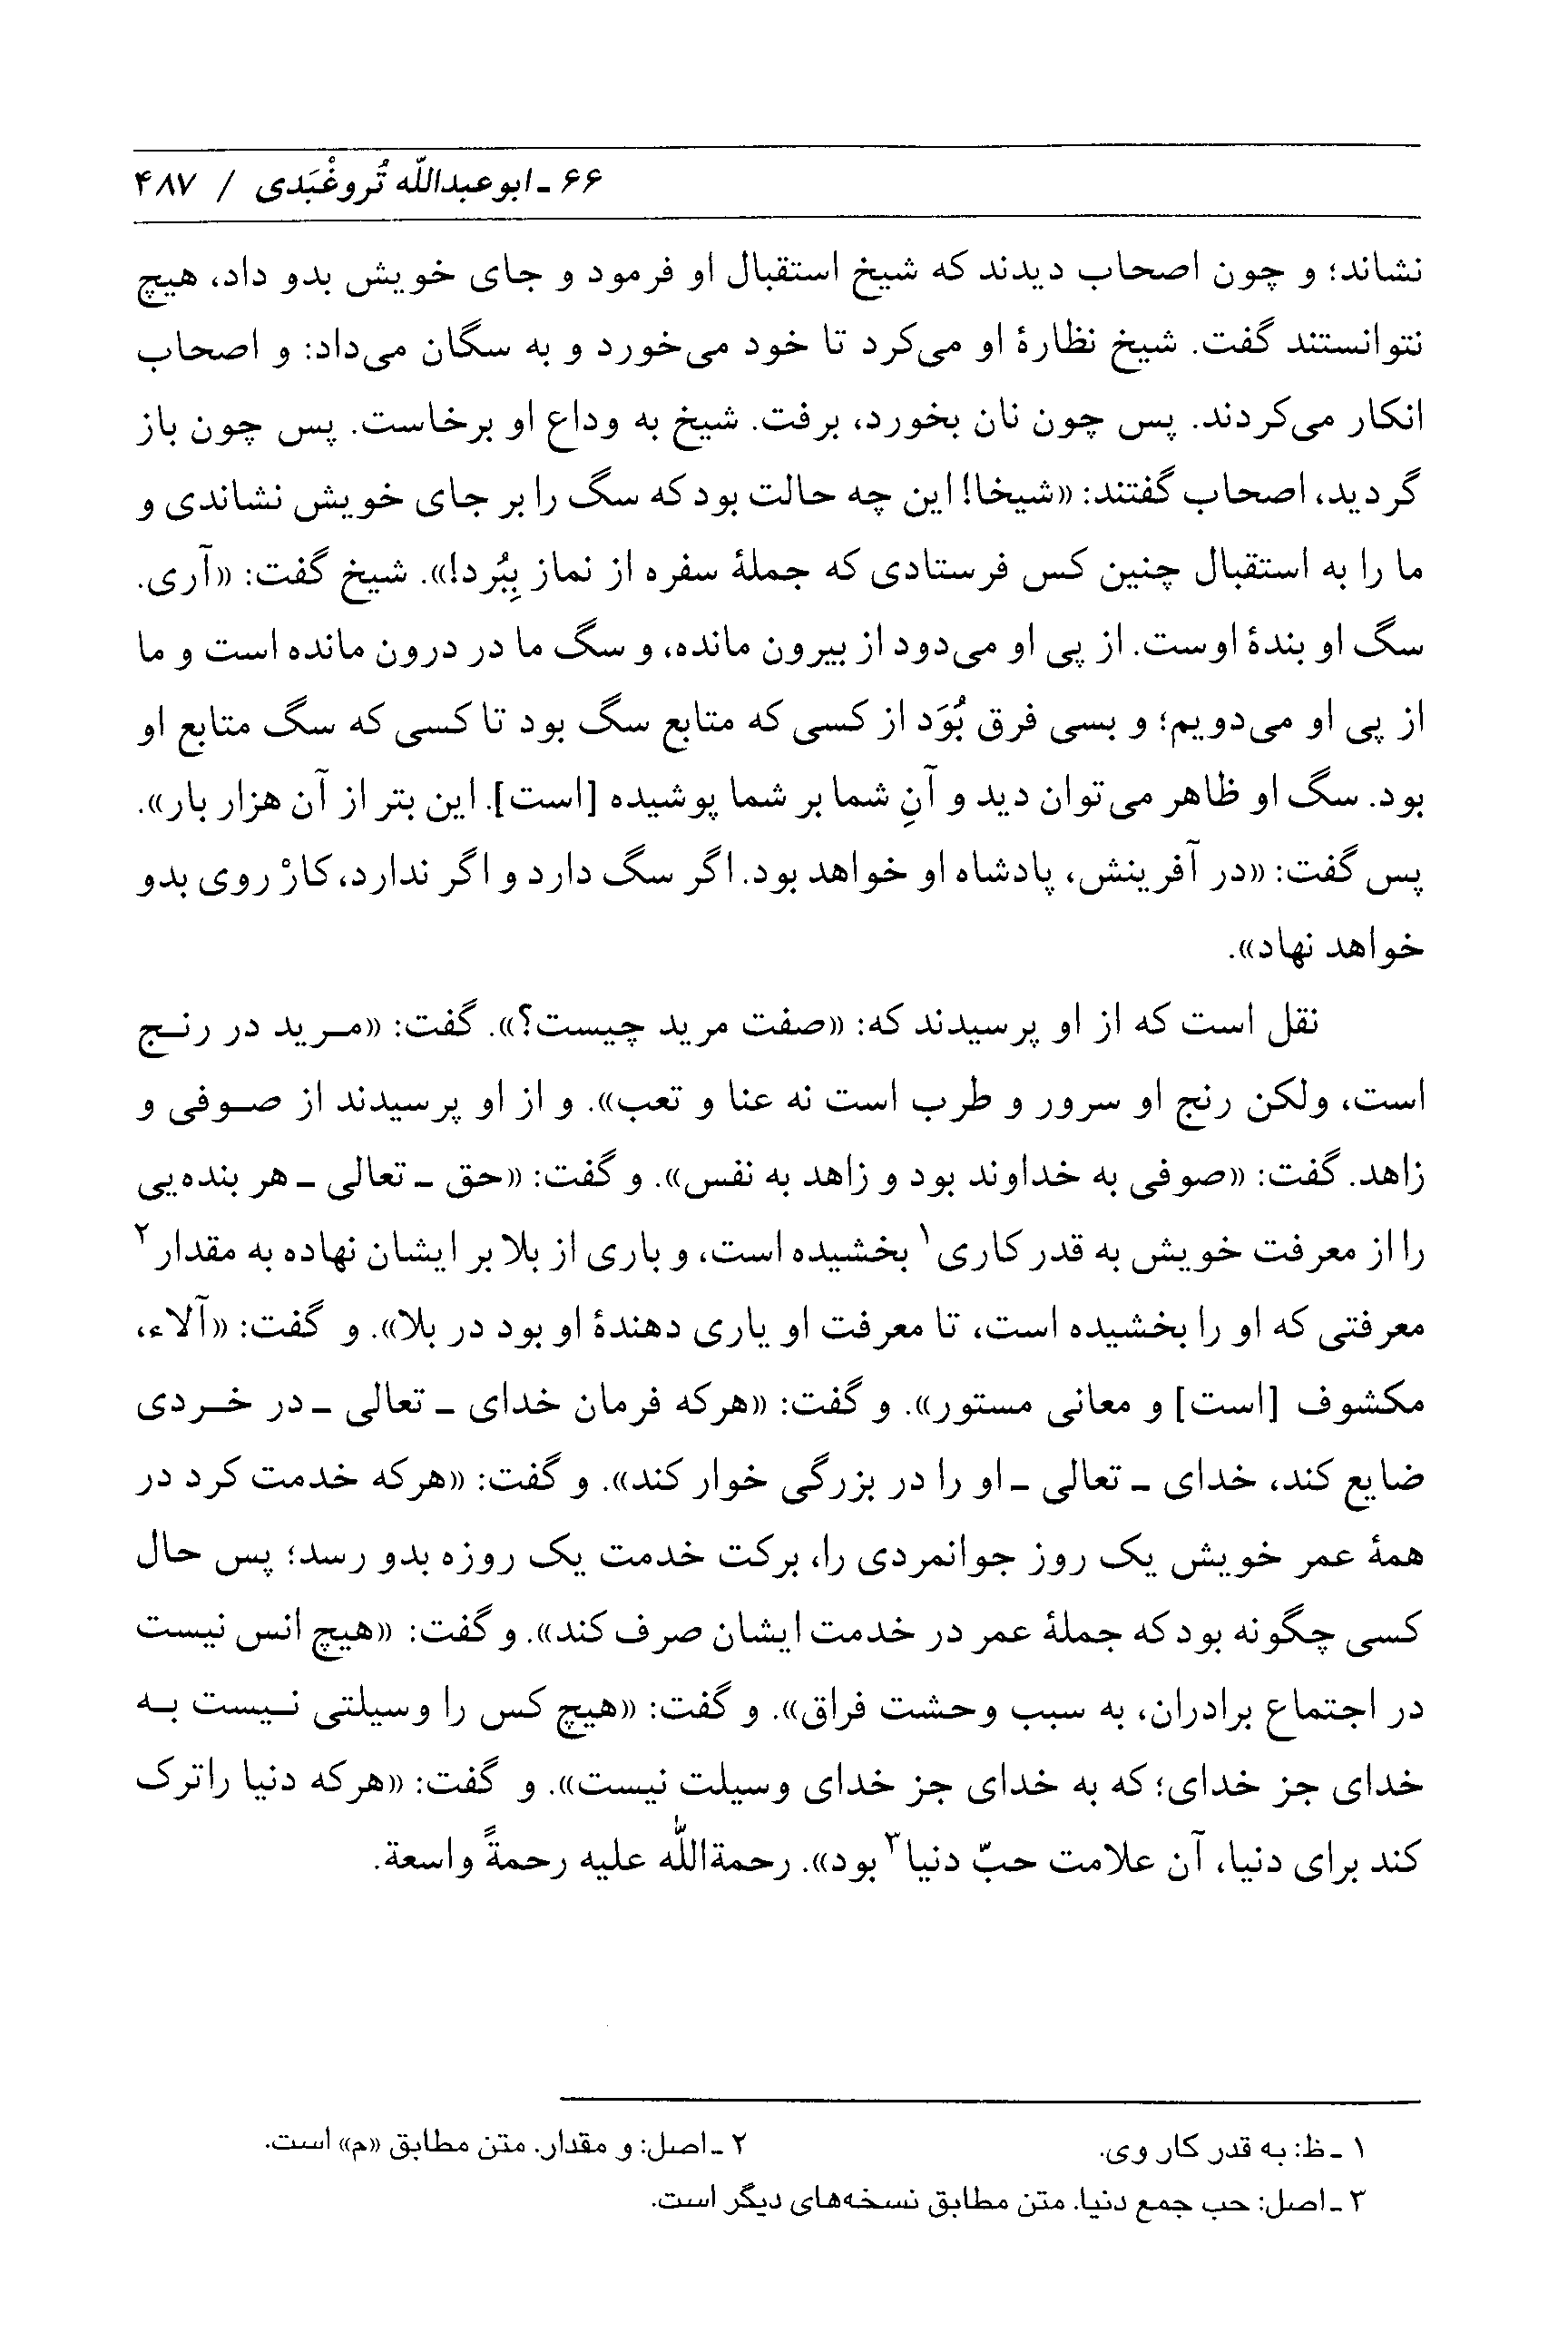 ۶۶ ـ ابوعبدالله تُروغْبَدی / ۴۸۷
نشاند؛ و چون اصحاب دیدند که شیخ استقبال او فرمود و جای خویش بدو داد، هیچ
نتوانستند گفت. شیخ نظارهٔ او می‌کرد تا خود می‌خورد و به سگان می‌داد: و اصحاب
انکار می‌کردند. پس چون نان بخورد، برفت. شیخ به وداع او برخاست. پس چون باز
گردید، اصحاب گفتند: «شیخا! این چه حالت بود که سگ را بر جای خویش نشاندی و
ما را به استقبال چنین کس فرستادی که جملهٔ سفره از نماز بِبُرد!». شیخ گفت: «آری.
سگ او بندهٔ اوست. از پی او می‌دود از بیرون مانده، و سگ ما در درون مانده است و ما
از پی او می‌دویم؛ و بسی فرق بُوَد از کسی که متابع سگ بود تا کسی که سگ متابع او
بود. سگ او ظاهر می‌توان دید و آنِ شما بر شما پوشیده [است]. این بتر از آن هزار بار».
پس گفت: «در آفرینش، پادشاه او خواهد بود. اگر سگ دارد و اگر ندارد، کارْ روی بدو
خواهد نهاد».
نقل است که از او پرسیدند که: «صفت مرید چیست؟». گفت: «مرید در رنج
است، ولکن رنج او سرور و طرب است نه عنا و تعب». و از او پرسیدند از صوفی و
زاهد. گفت: «صوفی به خداوند بود و زاهد به نفس». و گفت: «حق ـ تعالی ـ هر بنده‌یی
را از معرفت خویش به قدر کاری۱ بخشیده است، و باری از بلا بر ایشان نهاده به مقدار۲
معرفتی که او را بخشیده است، تا معرفت او یاری دهندهٔ او بود در بلا». و گفت: «آلاء،
مکشوف [است] و معانی مستور». و گفت: «هرکه فرمان خدای ـ تعالی ـ در خردی
ضایع کند، خدای ـ تعالی ـ او را در بزرگی خوار کند». و گفت: «هرکه خدمت کرد در
همهٔ عمر خویش یک روز جوانمردی را، برکت خدمت یک روزه بدو رسد؛ پس حال
کسی چگونه بود که جملهٔ عمر در خدمت ایشان صرف کند». و گفت: «هیچ انس نیست
در اجتماع برادران، به سبب وحشت فراق». و گفت: «هیچ کس را وسیلتی نیست به
خدای جز خدای؛ که به خدای جز خدای وسیلت نیست». و گفت: «هرکه دنیا راترک
کند برای دنیا، آن علامت حبّ دنیا۳ بود». رحمةالله علیه رحمةً واسعة.
۱ ـ ظ: به قدر کار وی. ۲ ـ اصل: و مقدار. متن مطابق «م» است.
۳ ـ اصل: حب جمع دنیا. متن مطابق نسخه‌های دیگر است.